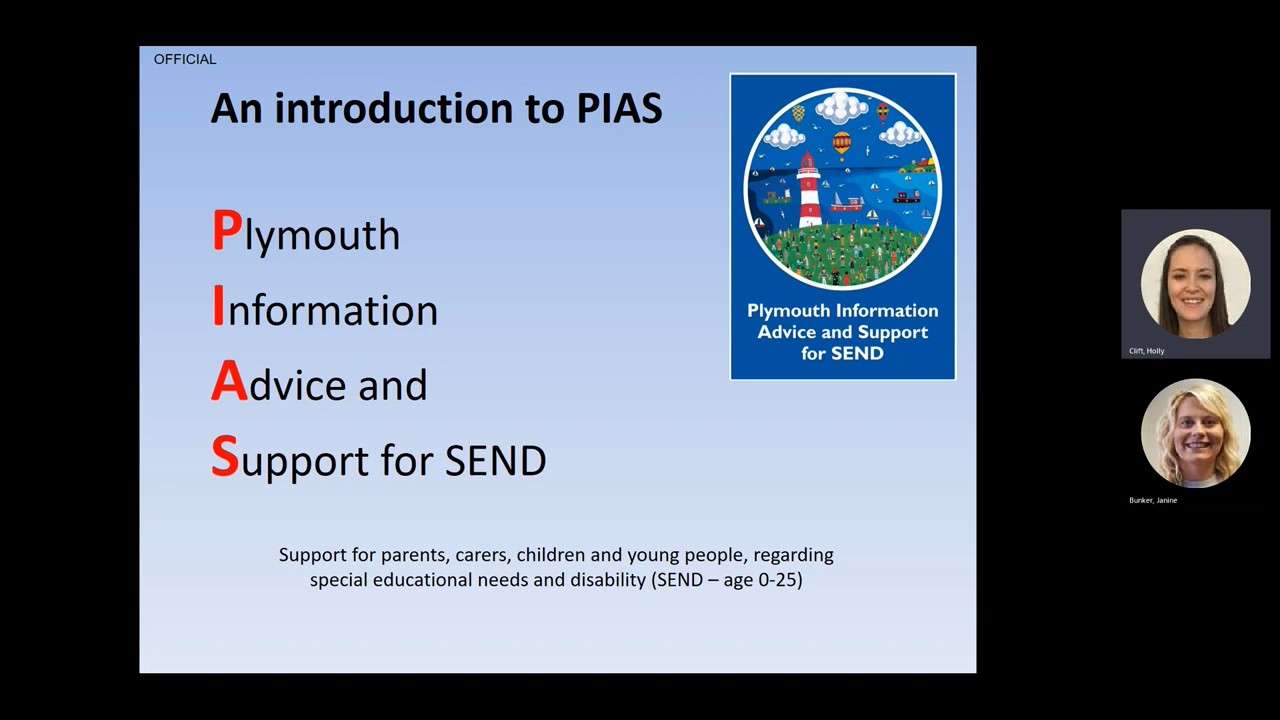 OFFICIAL
An introduction to PIAS
Plymouth
Information
Advice and
Support for SEND
Support for parents, carers, children and young people, regarding
special educational needs and disability (SEND – age 0-25)
Plymouth Information
Advice and Support
for SEND
Clift, Holly
Bunker, Janine